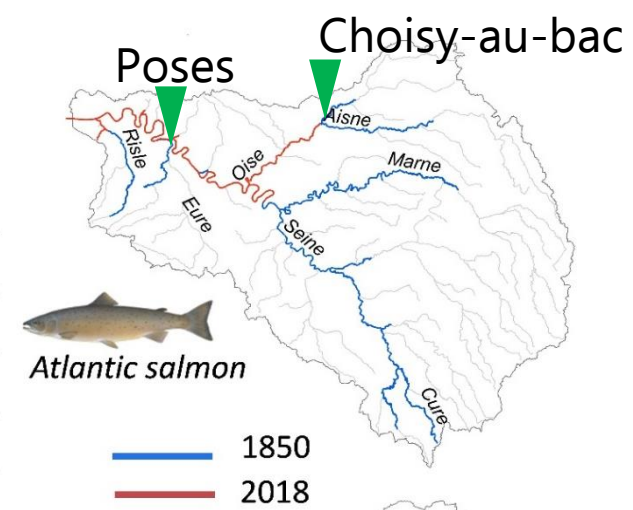 Choisy-au-bac
Poses
Aisne
Risle
Oise
Marne
Eure
Seine
Atlantic salmon
Cure
1850
2018